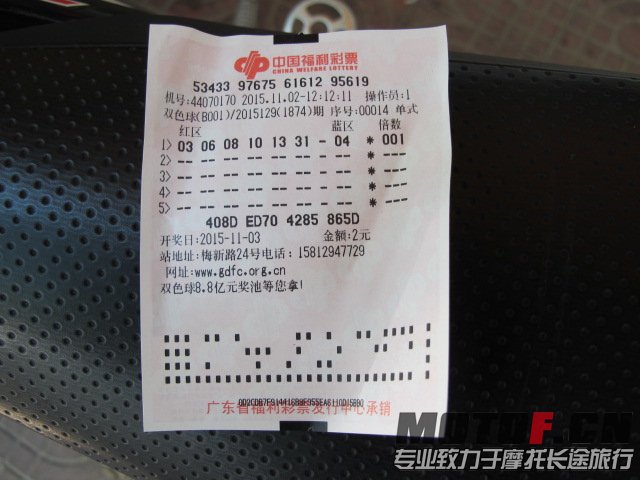 中国福利彩票
CHINA WELFARE LOTTERY
53433 97675 61612 95619
机号:44070170 2015.11.02-12:12:11 操作员:1
双色球(B001)/2015129(1874)期 序号:00014 单式
红区 蓝区 倍数
1> 03 06 08 10 13 31 - 04 * 001
2> -- -- -- -- -- -- - -- * ---
3> -- -- -- -- -- -- - -- * ---
4> -- -- -- -- -- -- - -- * ---
5> -- -- -- -- -- -- - -- * ---
408D ED70 4285 865D
开奖日:2015-11-03 金额:2元
站地址:梅新路24号电话:15812947729
网址:www.gdfc.org.cn
双色球8.8亿元奖池等您拿!
广东省福利彩票发行中心承销
MOTOF.CN
专业致力于摩托长途旅行